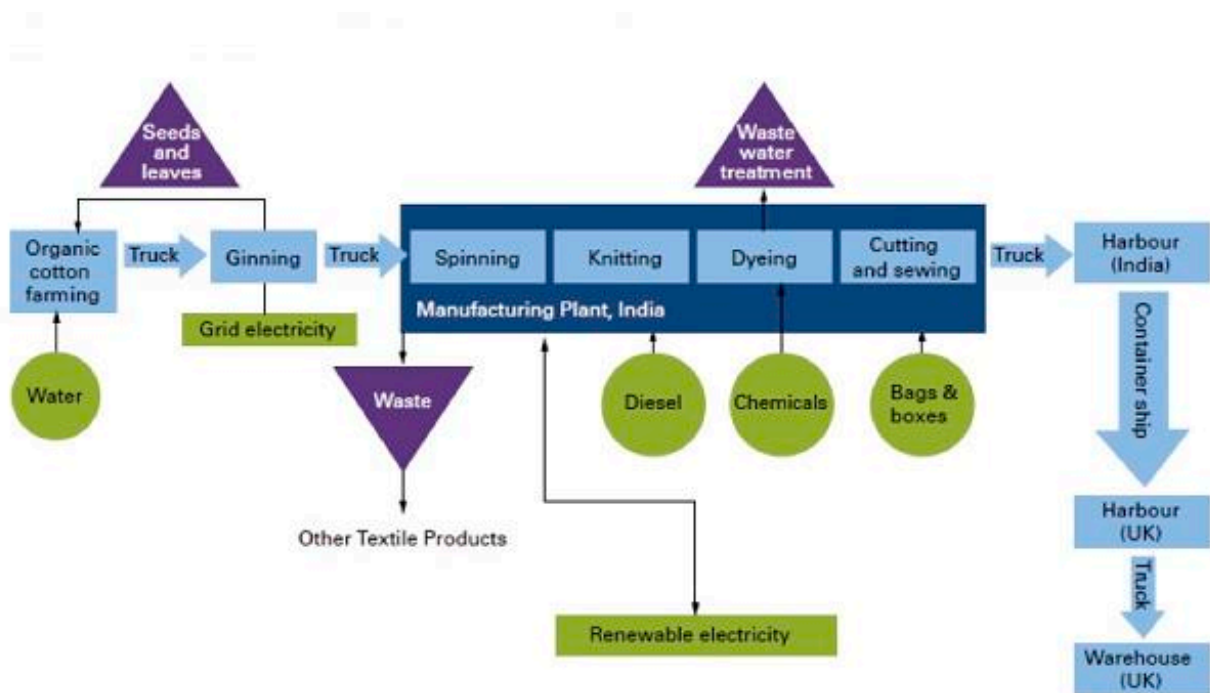 Seeds
and
leaves
Waste
water
treatment
Organic
cotton
farming
Truck
Ginning
Truck
Spinning
Knitting
Dyeing
Cutting
and sewing
Truck
Harbour
(India)
Manufacturing Plant, India
Grid electricity
Water
Waste
Diesel
Chemicals
Bags &
boxes
Container ship
Other Textile Products
Harbour
(UK)
Truck
Renewable electricity
Warehouse
(UK)